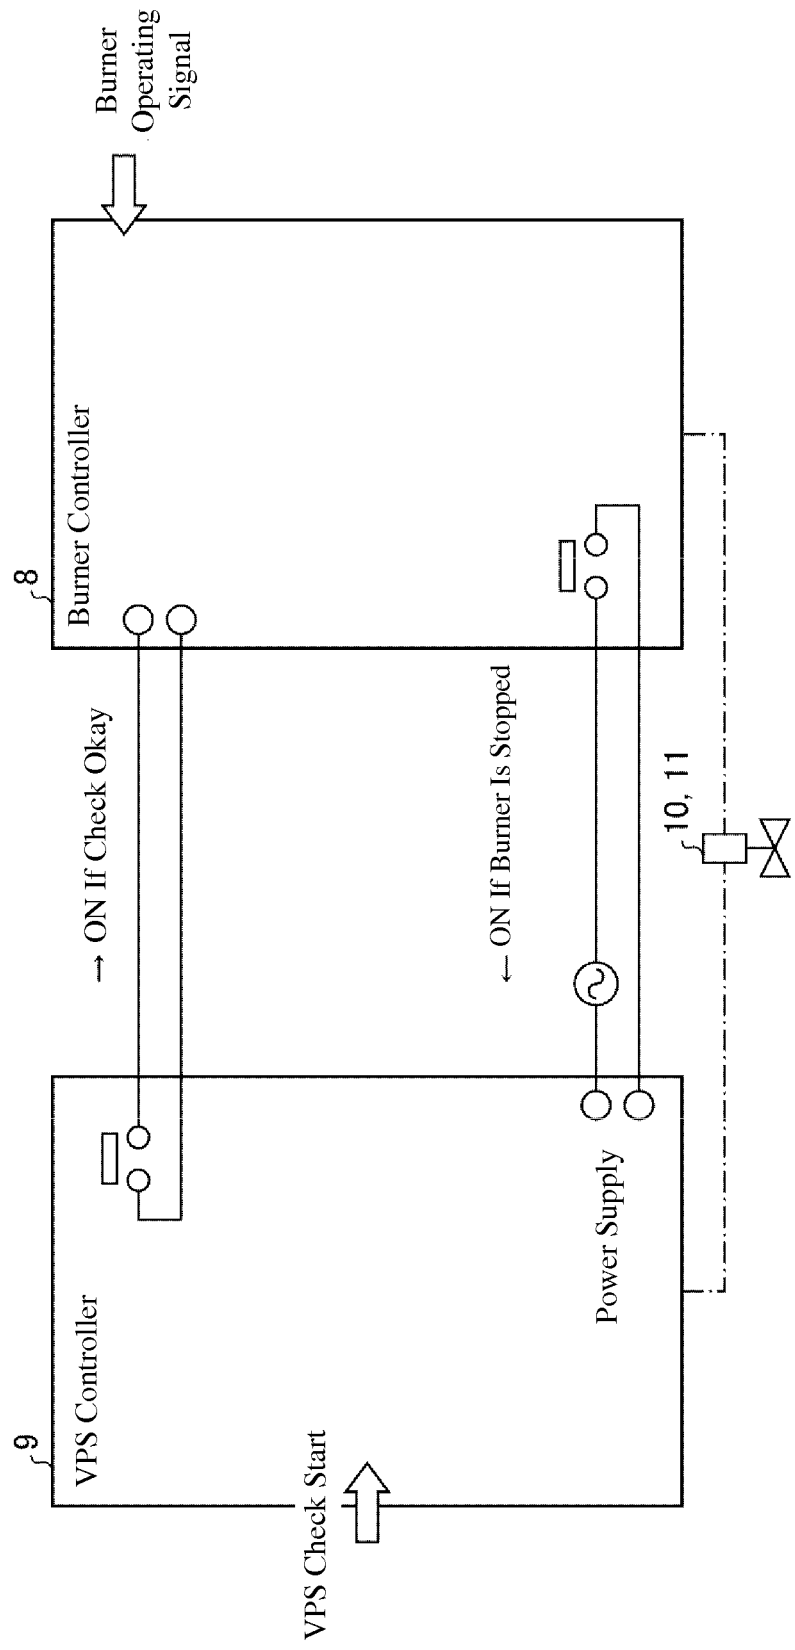 9
VPS Controller
VPS Check Start
Power Supply
→ ON If Check Okay
← ON If Burner Is Stopped
10, 11
8
Burner Controller
Burner
Operating
Signal